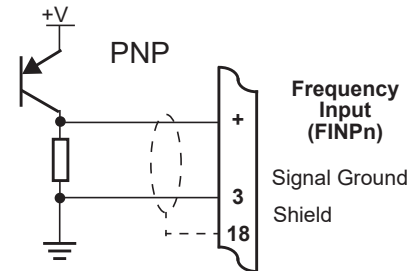 +V
PNP
Frequency
Input
(FINPn)
+
Signal Ground
3
Shield
18